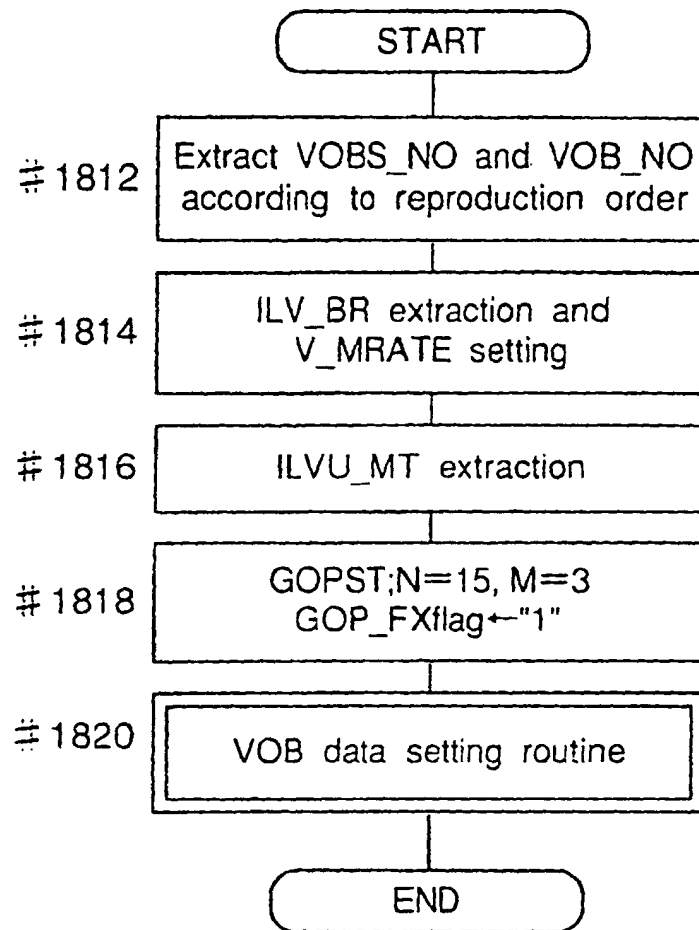 START
#1812
Extract VOBS_NO and VOB_NO
according to reproduction order
#1814
ILV_BR extraction and
V_MRATE setting
#1816
ILVU_MT extraction
#1818
GOPST;N=15, M=3
GOP_FXflag←"1"
#1820
VOB data setting routine
END